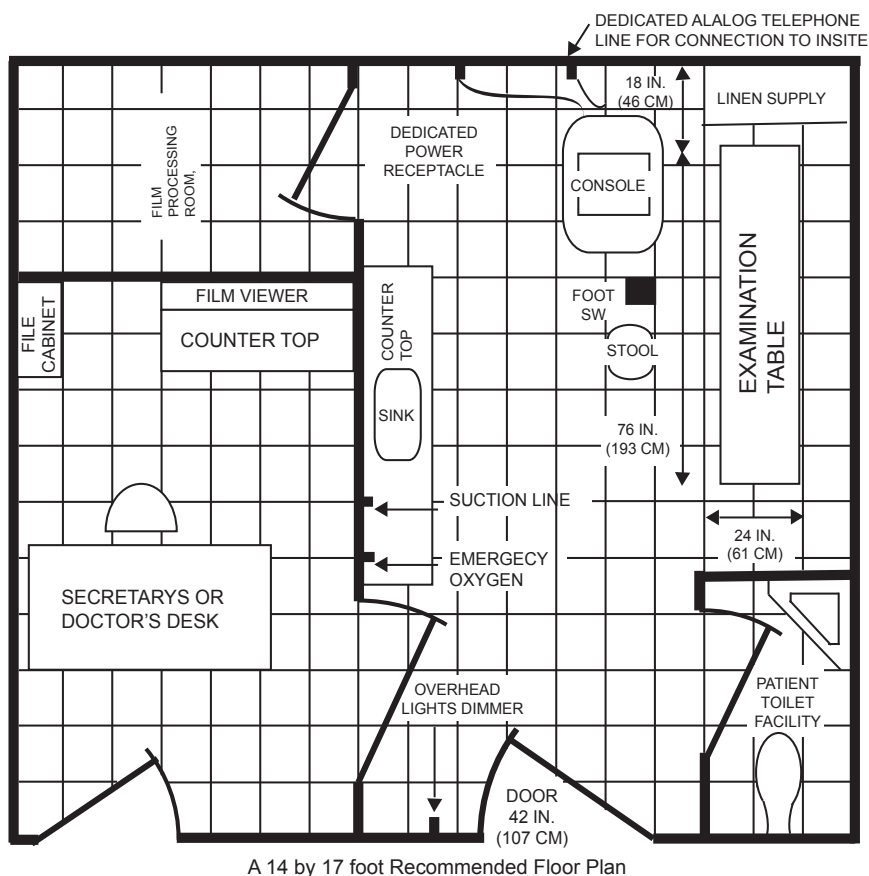 DEDICATED ALALOG TELEPHONE
LINE FOR CONNECTION TO INSITE
18 IN.
(46 CM)
LINEN SUPPLY
DEDICATED
POWER
RECEPTACLE
FILM
PROCESSING
ROOM,
CONSOLE
FILE
CABINET
FILM VIEWER
COUNTER TOP
COUNTER
TOP
FOOT
SW
STOOL
EXAMINATION
TABLE
SINK
76 IN.
(193 CM)
SUCTION LINE
24 IN.
(61 CM)
EMERGECY
OXYGEN
SECRETARYS OR
DOCTOR'S DESK
OVERHEAD
LIGHTS DIMMER
PATIENT
TOILET
FACILITY
DOOR
42 IN.
(107 CM)
A 14 by 17 foot Recommended Floor Plan